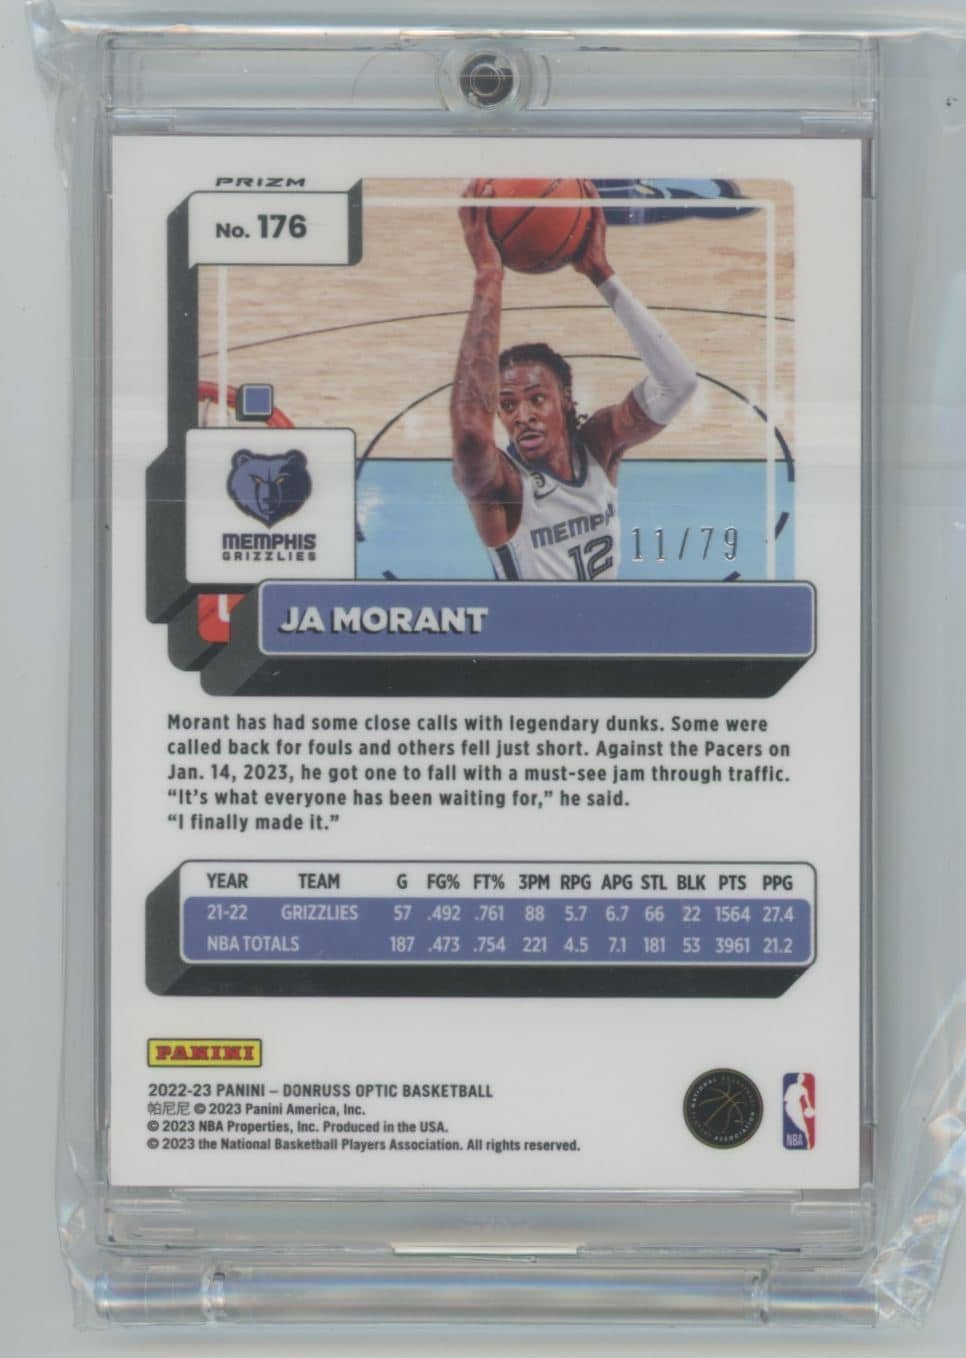 PRIZM
No. 176
MEMPHIS
GRIZZLIES
MEMP
12
11/79
JA MORANT
Morant has had some close calls with legendary dunks. Some were
called back for fouls and others fell just short. Against the Pacers on
Jan. 14, 2023, he got one to fall with a must-see jam through traffic.
“It’s what everyone has been waiting for,” he said.
“I finally made it.”
YEAR TEAM G FG% FT% 3PM RPG APG STL BLK PTS PPG
21-22 GRIZZLIES 57 .492 .761 88 5.7 6.7 66 22 1564 27.4
NBA TOTALS 187 .473 .754 221 4.5 7.1 181 53 3961 21.2
PANINI
2022-23 PANINI – DONRUSS OPTIC BASKETBALL
帕尼尼 © 2023 Panini America, Inc.
© 2023 NBA Properties, Inc. Produced in the USA.
© 2023 the National Basketball Players Association. All rights reserved.
NATIONAL BASKETBALL PLAYERS ASSOCIATION
NBA